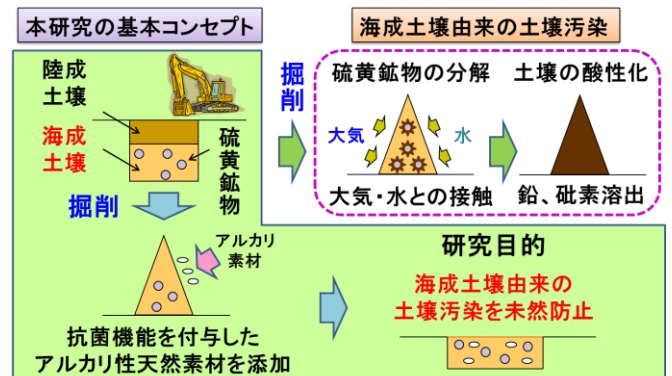 本研究の基本コンセプト
陸成
土壌
海成
土壌
硫黄鉱物
掘削
アルカリ
素材
抗菌機能を付与した
アルカリ性天然素材を添加
掘削
海成土壌由来の土壌汚染
硫黄鉱物の分解
大気
水
大気・水との接触
土壌の酸性化
鉛、砒素溶出
研究目的
海成土壌由来の
土壌汚染を未然防止